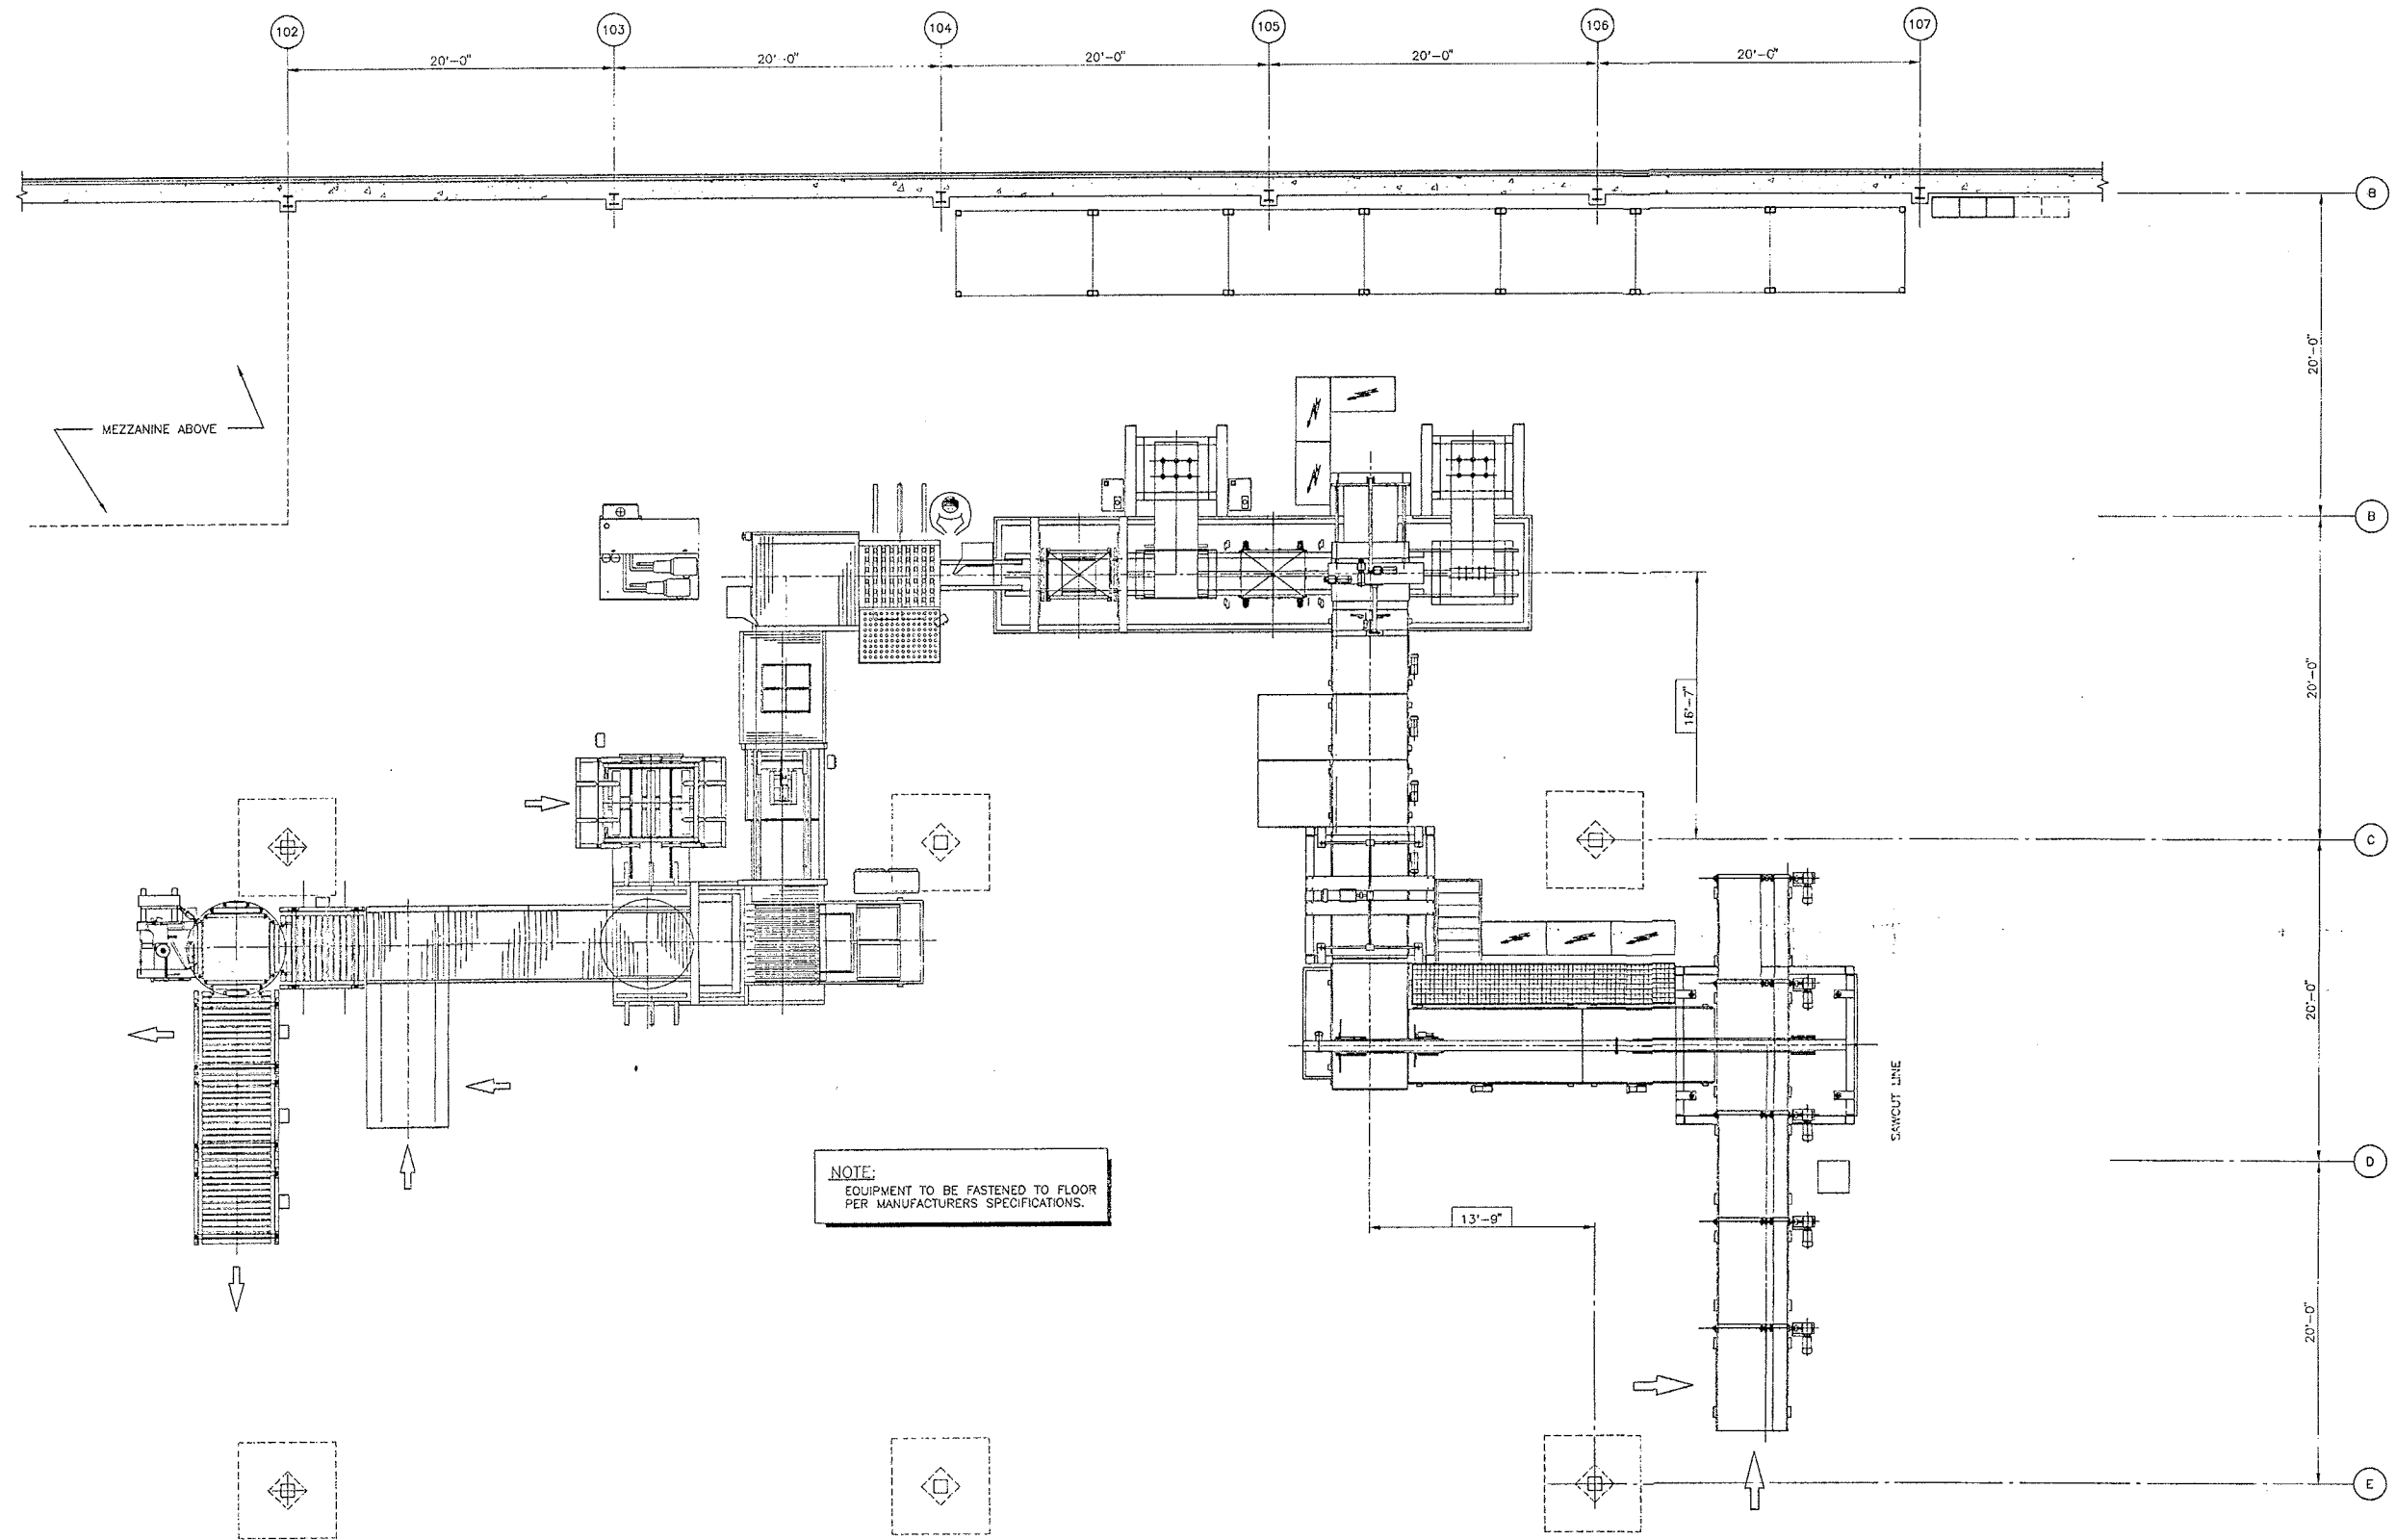 102 103 104 105 106 107
20'-0" 20'-0" 20'-0" 20'-0" 20'-0"
B
20'-0"
MEZZANINE ABOVE
B
20'-0"
16'-7"
C
20'-0"
SAWCUT LINE
NOTE:
EQUIPMENT TO BE FASTENED TO FLOOR
PER MANUFACTURERS SPECIFICATIONS.
D
13'-9"
20'-0"
E